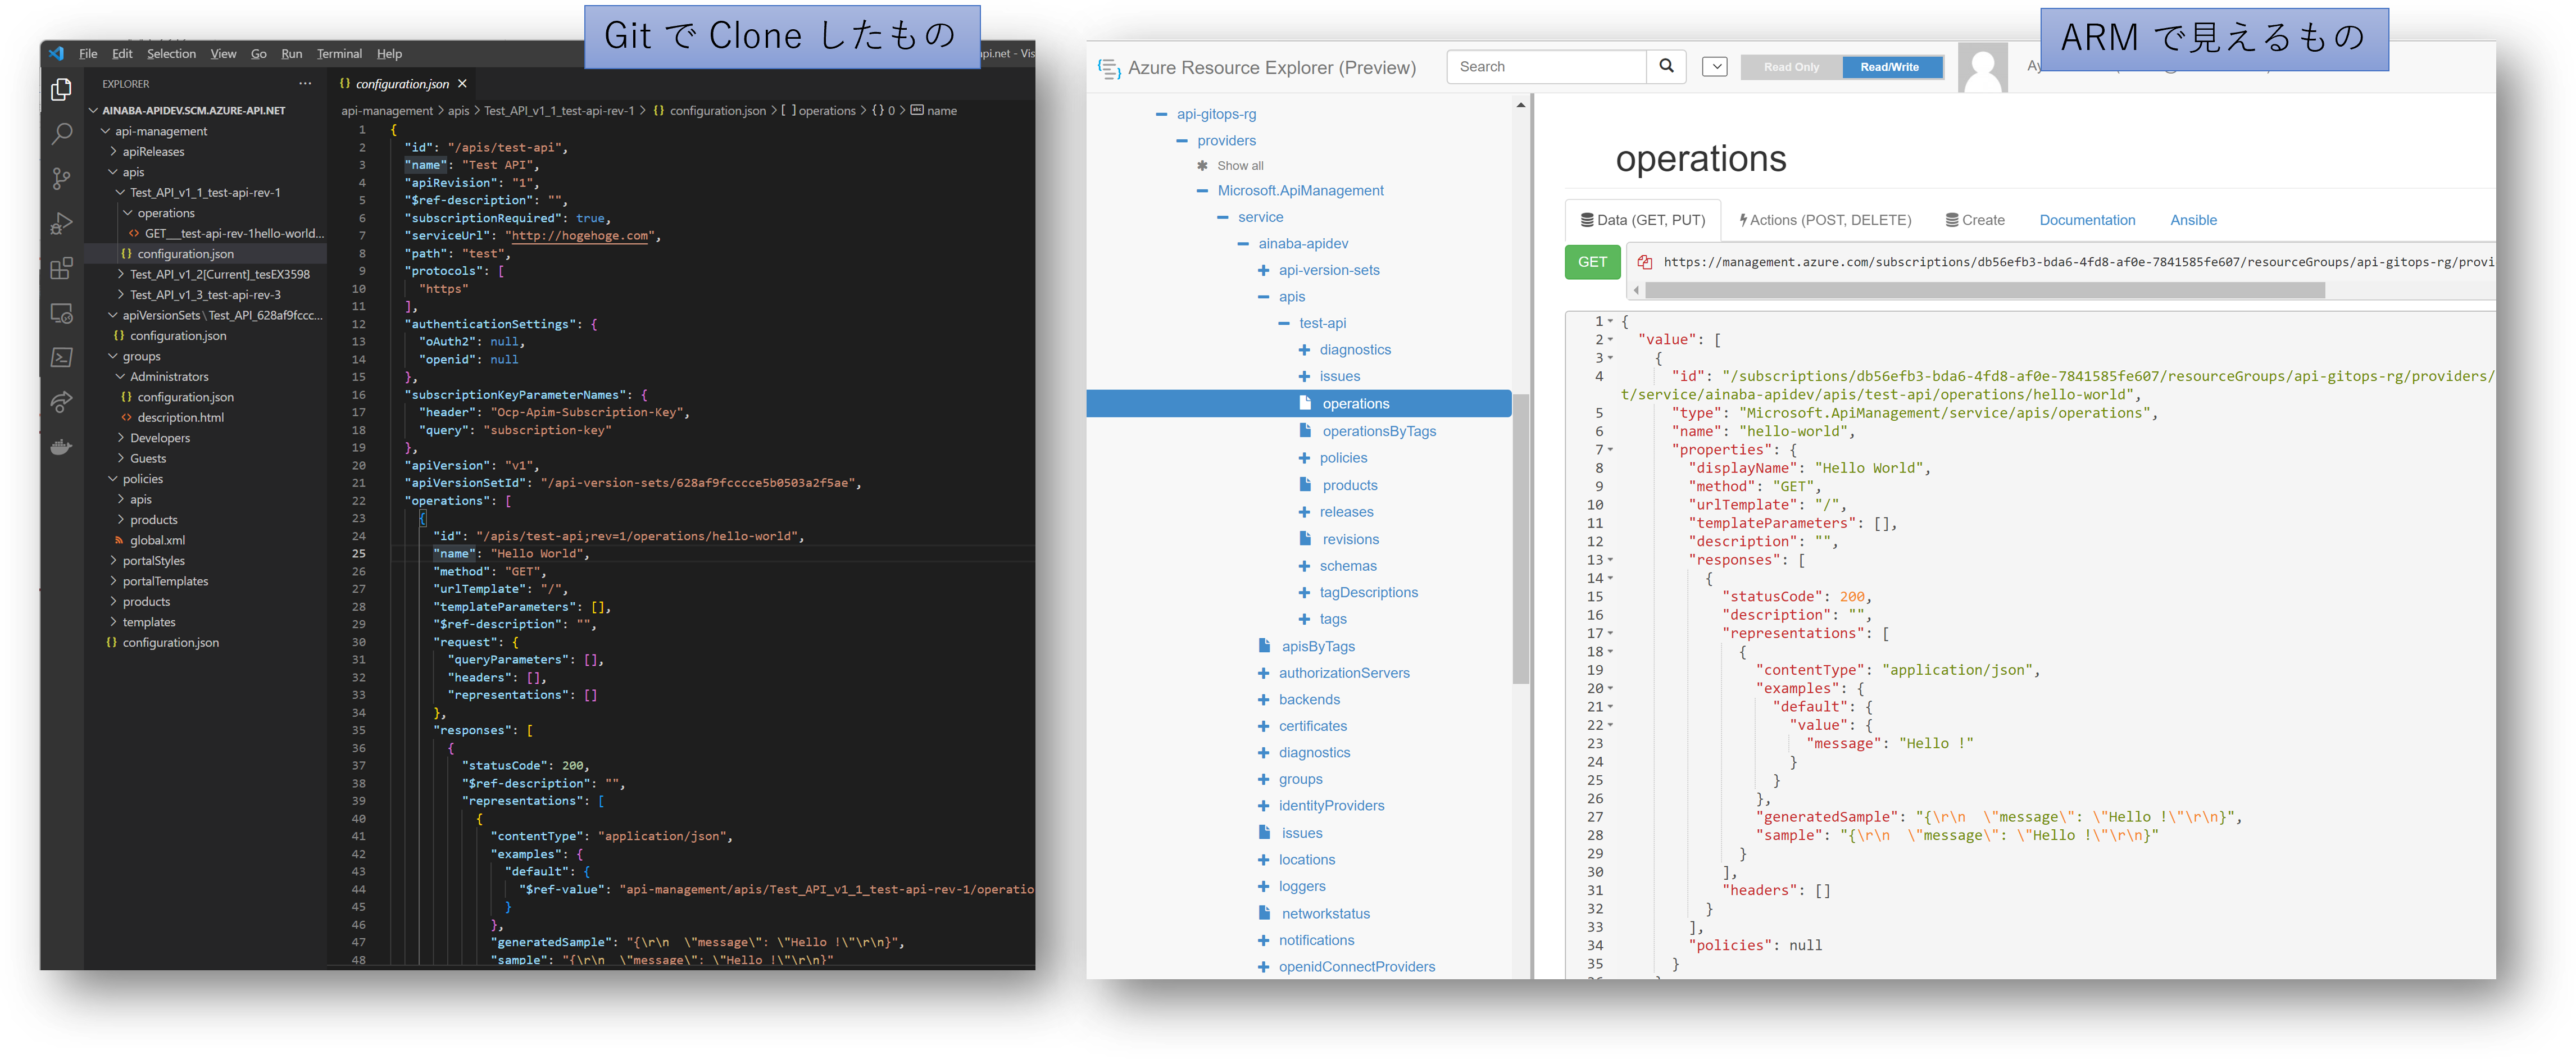 Git で Clone したもの
File Edit Selection View Go Run Terminal Help
api.net - Vis
EXPLORER
AINABA-APIDEV.SCM.AZURE-API.NET
api-management
apiReleases
apis
Test_API_v1_1_test-api-rev-1
operations
GET___test-api-rev-1hello-world...
configuration.json
Test_API_v1_2[Current]_tesEX3598
Test_API_v1_3_test-api-rev-3
apiVersionSets\Test_API_628af9fccc...
configuration.json
groups
Administrators
configuration.json
description.html
Developers
Guests
policies
apis
products
global.xml
portalStyles
portalTemplates
products
templates
configuration.json
configuration.json
api-management > apis > Test_API_v1_1_test-api-rev-1 > {} configuration.json > [ ] operations > {} 0 > name
1 {
2 "id": "/apis/test-api",
3 "name": "Test API",
4 "apiRevision": "1",
5 "$ref-description": "",
6 "subscriptionRequired": true,
7 "serviceUrl": "http://hogehoge.com",
8 "path": "test",
9 "protocols": [
10 "https"
11 ],
12 "authenticationSettings": {
13 "oAuth2": null,
14 "openid": null
15 },
16 "subscriptionKeyParameterNames": {
17 "header": "Ocp-Apim-Subscription-Key",
18 "query": "subscription-key"
19 },
20 "apiVersion": "v1",
21 "apiVersionSetId": "/api-version-sets/628af9fcccce5b0503a2f5ae",
22 "operations": [
23 {
24 "id": "/apis/test-api;rev=1/operations/hello-world",
25 "name": "Hello World",
26 "method": "GET",
27 "urlTemplate": "/",
28 "templateParameters": [],
29 "$ref-description": "",
30 "request": {
31 "queryParameters": [],
32 "headers": [],
33 "representations": []
34 },
35 "responses": [
36 {
37 "statusCode": 200,
38 "$ref-description": "",
39 "representations": [
40 {
41 "contentType": "application/json",
42 "examples": {
43 "default": {
44 "$ref-value": "api-management/apis/Test_API_v1_1_test-api-rev-1/operatio
45 }
46 },
47 "generatedSample": "{\r\n  \"message\": \"Hello !\"\r\n}",
48 "sample": "{\r\n  \"message\": \"Hello !\"\r\n}"
ARM で見えるもの
Azure Resource Explorer (Preview)
Search
Read Only Read/Write
Ay
api-gitops-rg
providers
Show all
Microsoft.ApiManagement
service
ainaba-apidev
api-version-sets
apis
test-api
diagnostics
issues
operations
operationsByTags
policies
products
releases
revisions
schemas
tagDescriptions
tags
apisByTags
authorizationServers
backends
certificates
diagnostics
groups
identityProviders
issues
locations
loggers
networkstatus
notifications
openidConnectProviders
operations
Data (GET, PUT) Actions (POST, DELETE) Create Documentation Ansible
GET https://management.azure.com/subscriptions/db56efb3-bda6-4fd8-af0e-7841585fe607/resourceGroups/api-gitops-rg/provi
1 {
2 "value": [
3 {
4 "id": "/subscriptions/db56efb3-bda6-4fd8-af0e-7841585fe607/resourceGroups/api-gitops-rg/providers/
t/service/ainaba-apidev/apis/test-api/operations/hello-world",
5 "type": "Microsoft.ApiManagement/service/apis/operations",
6 "name": "hello-world",
7 "properties": {
8 "displayName": "Hello World",
9 "method": "GET",
10 "urlTemplate": "/",
11 "templateParameters": [],
12 "description": "",
13 "responses": [
14 {
15 "statusCode": 200,
16 "description": "",
17 "representations": [
18 {
19 "contentType": "application/json",
20 "examples": {
21 "default": {
22 "value": {
23 "message": "Hello !"
24 }
25 }
26 },
27 "generatedSample": "{\r\n  \"message\": \"Hello !\"\r\n}",
28 "sample": "{\r\n  \"message\": \"Hello !\"\r\n}"
29 }
30 ],
31 "headers": []
32 }
33 ],
34 "policies": null
35 }